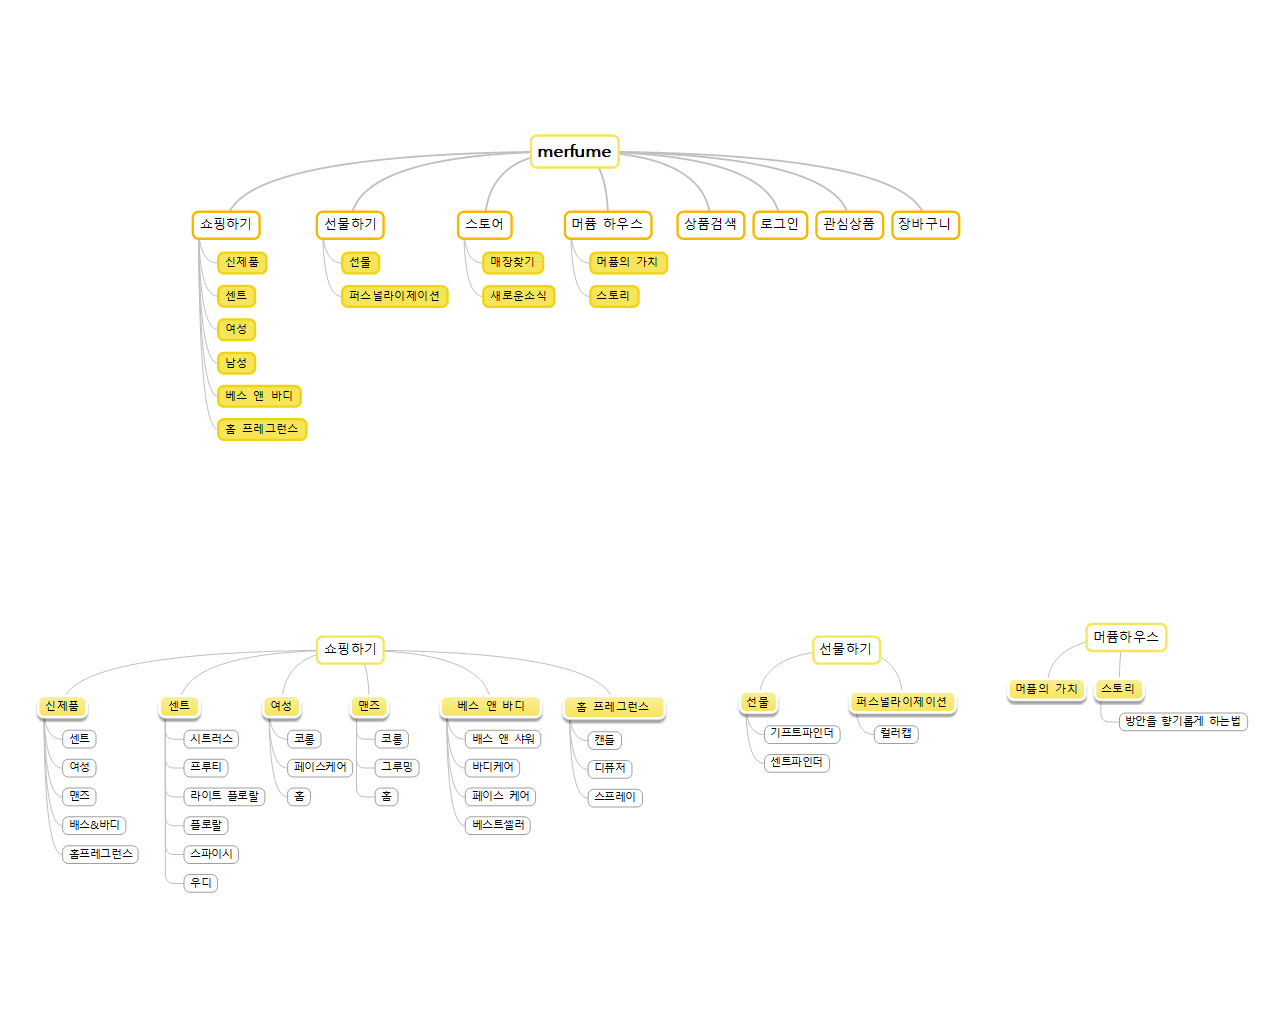 merfume
쇼핑하기
선물하기
스토어
머퓸 하우스
상품검색
로그인
관심상품
장바구니
신제품
센트
여성
남성
베스 앤 바디
홈 프레그런스
선물
퍼스널라이제이션
매장찾기
새로운소식
머퓸의 가치
스토리
쇼핑하기
신제품
센트
여성
맨즈
배스&바디
홈프레그런스
센트
시트러스
프루티
라이트 플로랄
플로랄
스파이시
우디
여성
코롱
페이스케어
홈
맨즈
코롱
그루밍
홈
베스 앤 바디
배스 앤 샤워
바디케어
페이스 케어
베스트셀러
홈 프레그런스
캔들
디퓨저
스프레이
선물하기
선물
기프트파인더
센트파인더
퍼스널라이제이션
컬러캡
머퓸하우스
머퓸의 가치
스토리
방안을 향기롭게 하는법